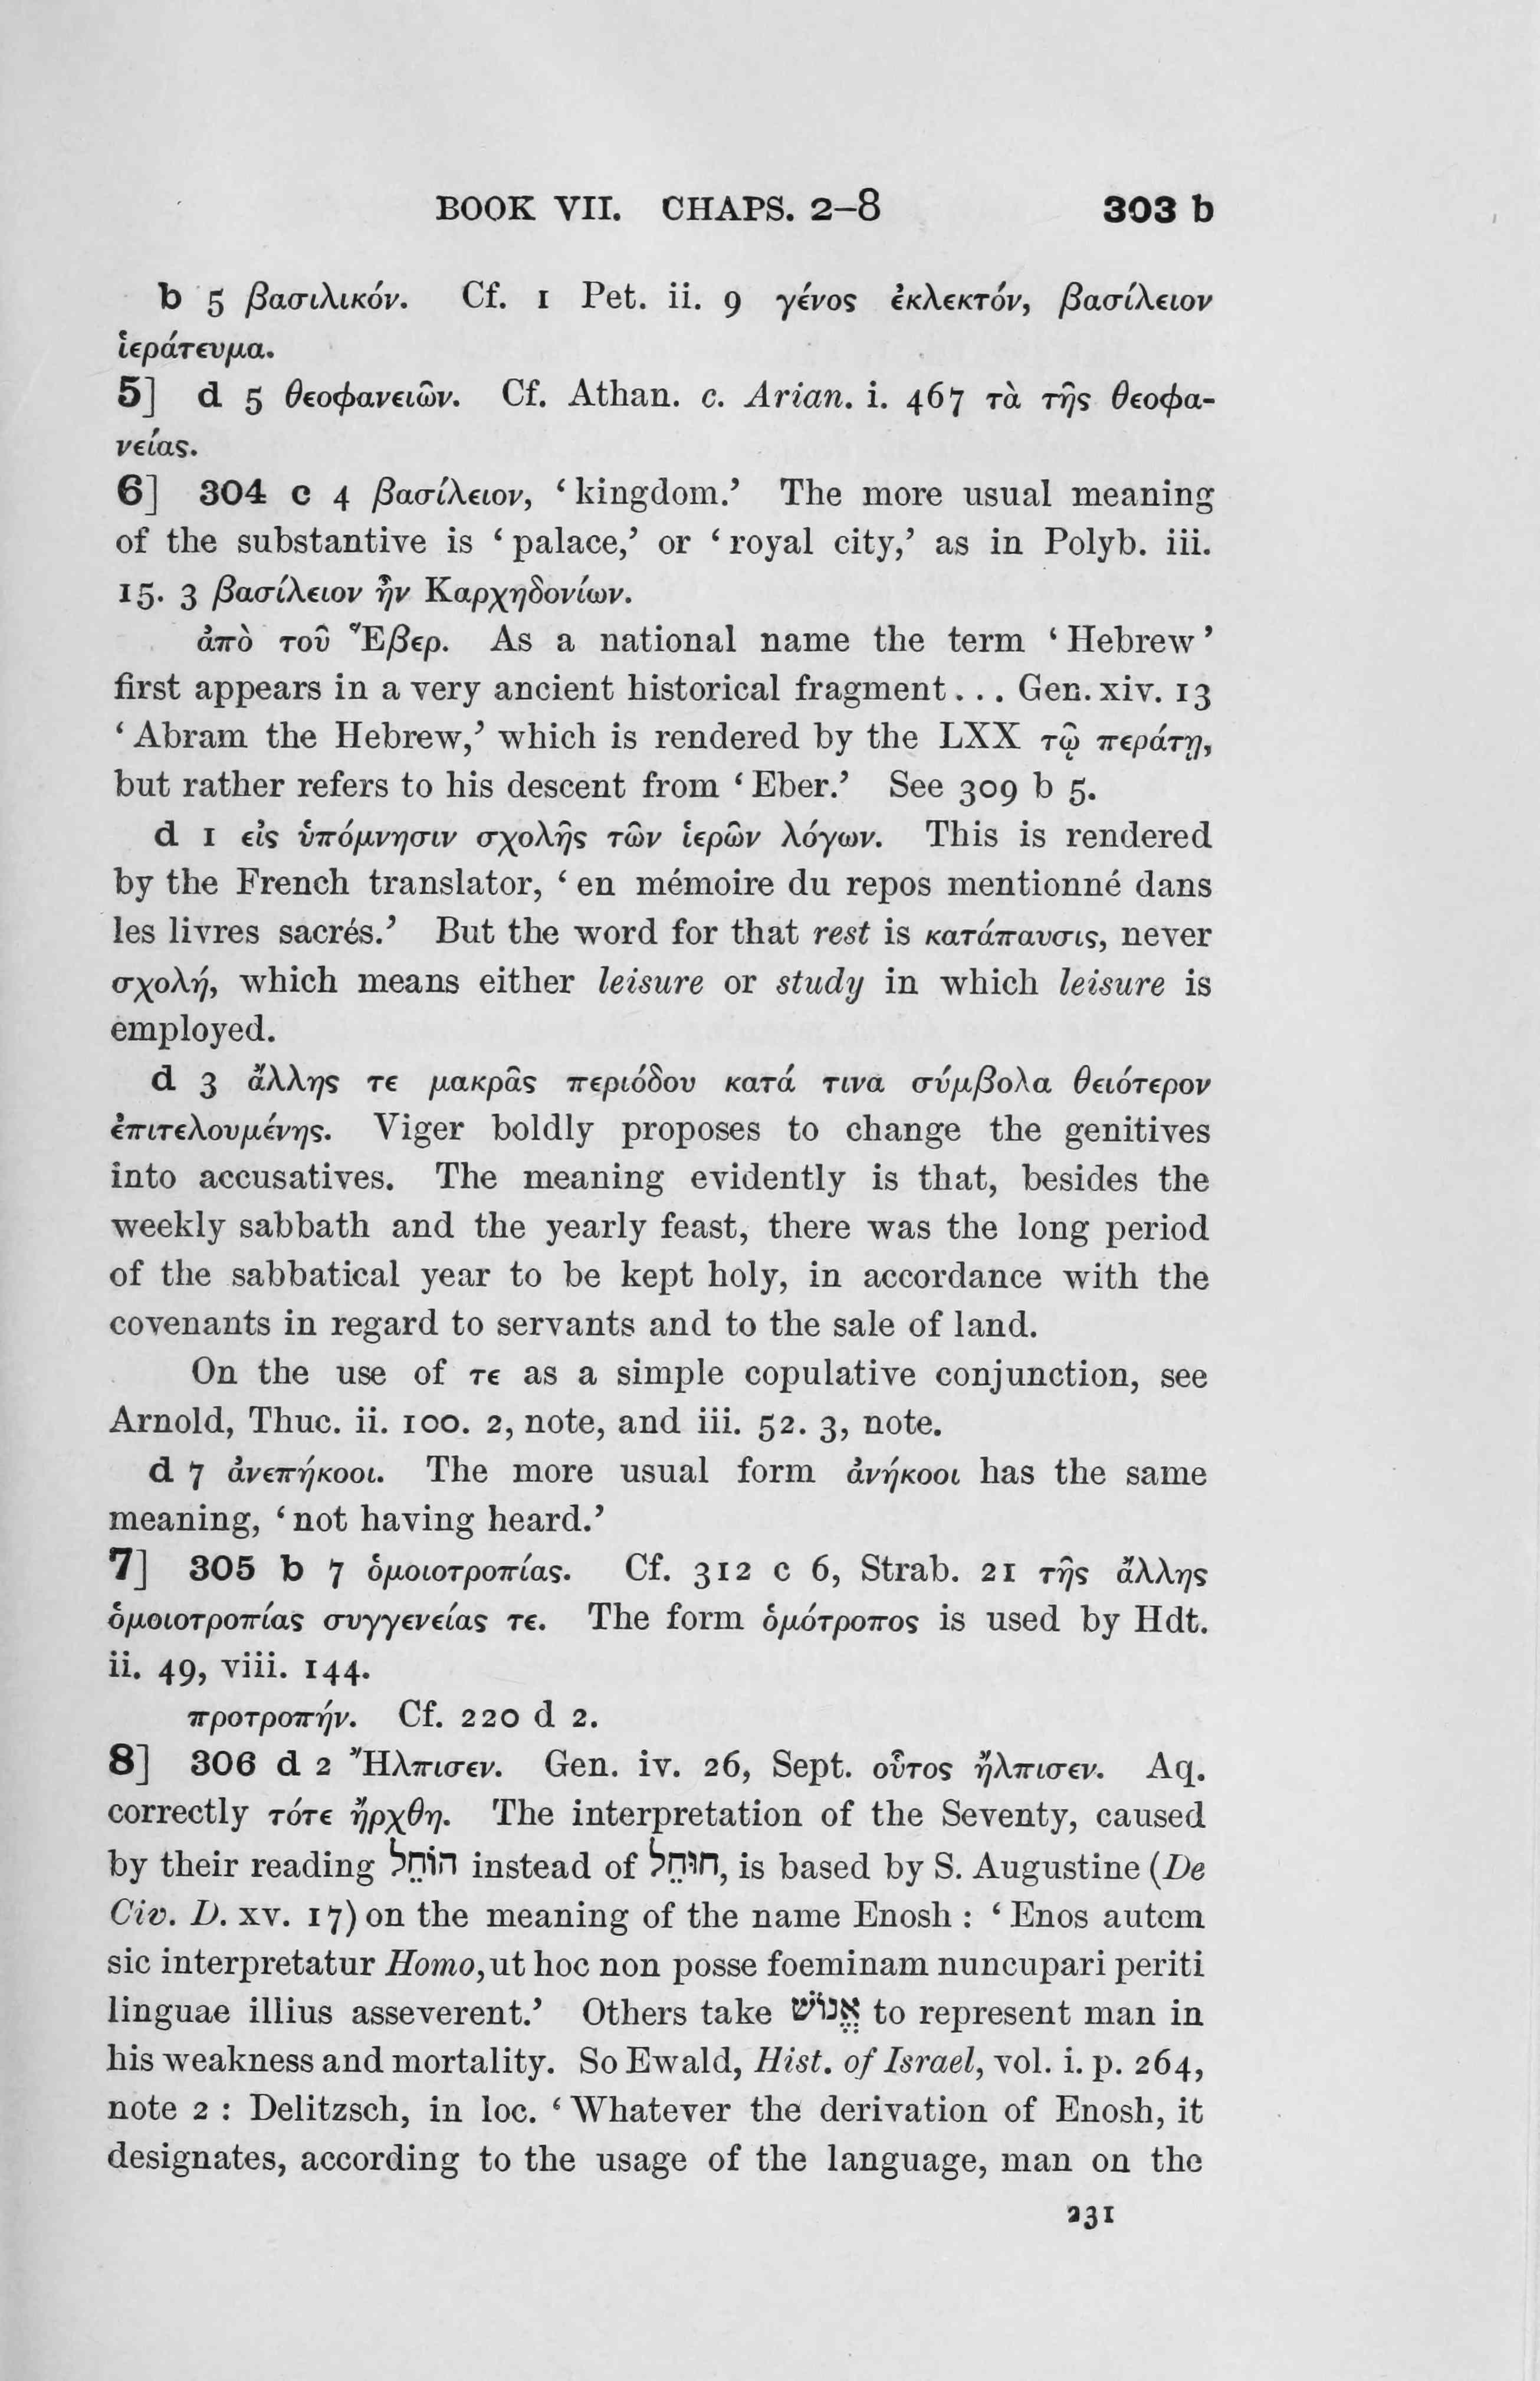 BOOK VII. CHAPS. 2–8 303 b
b 5 βασιλικόν. Cf. 1 Pet. ii. 9 γένος ἐκλεκτόν, βασίλειον
ἱεράτευμα.
5] d 5 θεοφανειῶν. Cf. Athan. c. Arian. i. 467 τὰ τῆς θεοφα-
νείας.
6] 304 c 4 βασίλειον, ‘kingdom.’ The more usual meaning
of the substantive is ‘palace,’ or ‘royal city,’ as in Polyb. iii.
15. 3 βασίλειον ἦν Καρχηδονίων.
ἀπὸ τοῦ Ἕβερ. As a national name the term ‘Hebrew’
first appears in a very ancient historical fragment... Gen. xiv. 13
‘Abram the Hebrew,’ which is rendered by the LXX τῷ περάτῃ,
but rather refers to his descent from ‘Eber.’ See 309 b 5.
d 1 εἰς ὑπόμνησιν σχολῆς τῶν ἱερῶν λόγων. This is rendered
by the French translator, ‘en mémoire du repos mentionné dans
les livres sacrés.’ But the word for that rest is κατάπαυσις, never
σχολή, which means either leisure or study in which leisure is
employed.
d 3 ἄλλης τε μακρᾶς περιόδου κατά τινα σύμβολα θειότερον
ἐπιτελουμένης. Viger boldly proposes to change the genitives
into accusatives. The meaning evidently is that, besides the
weekly sabbath and the yearly feast, there was the long period
of the sabbatical year to be kept holy, in accordance with the
covenants in regard to servants and to the sale of land.
On the use of τε as a simple copulative conjunction, see
Arnold, Thuc. ii. 100. 2, note, and iii. 52. 3, note.
d 7 ἀνεπήκοοι. The more usual form ἀνήκοοι has the same
meaning, ‘not having heard.’
7] 305 b 7 ὁμοιοτροπίας. Cf. 312 c 6, Strab. 21 τῆς ἄλλης
ὁμοιοτροπίας συγγενείας τε. The form ὁμότροπος is used by Hdt.
ii. 49, viii. 144.
προτροπήν. Cf. 220 d 2.
8] 306 d 2 Ἤλπισεν. Gen. iv. 26, Sept. οὗτος ἤλπισεν. Aq.
correctly τότε ἤρχθη. The interpretation of the Seventy, caused
by their reading הוֹחֵל instead of חוּחֵל, is based by S. Augustine (De
Civ. D. xv. 17) on the meaning of the name Enosh : ‘Enos autem
sic interpretatur Homo, ut hoc non posse foeminam nuncupari periti
linguae illius asseverent.’ Others take אֱנוֹשׁ to represent man in
his weakness and mortality. So Ewald, Hist. of Israel, vol. i. p. 264,
note 2 : Delitzsch, in loc. ‘Whatever the derivation of Enosh, it
designates, according to the usage of the language, man on the
231